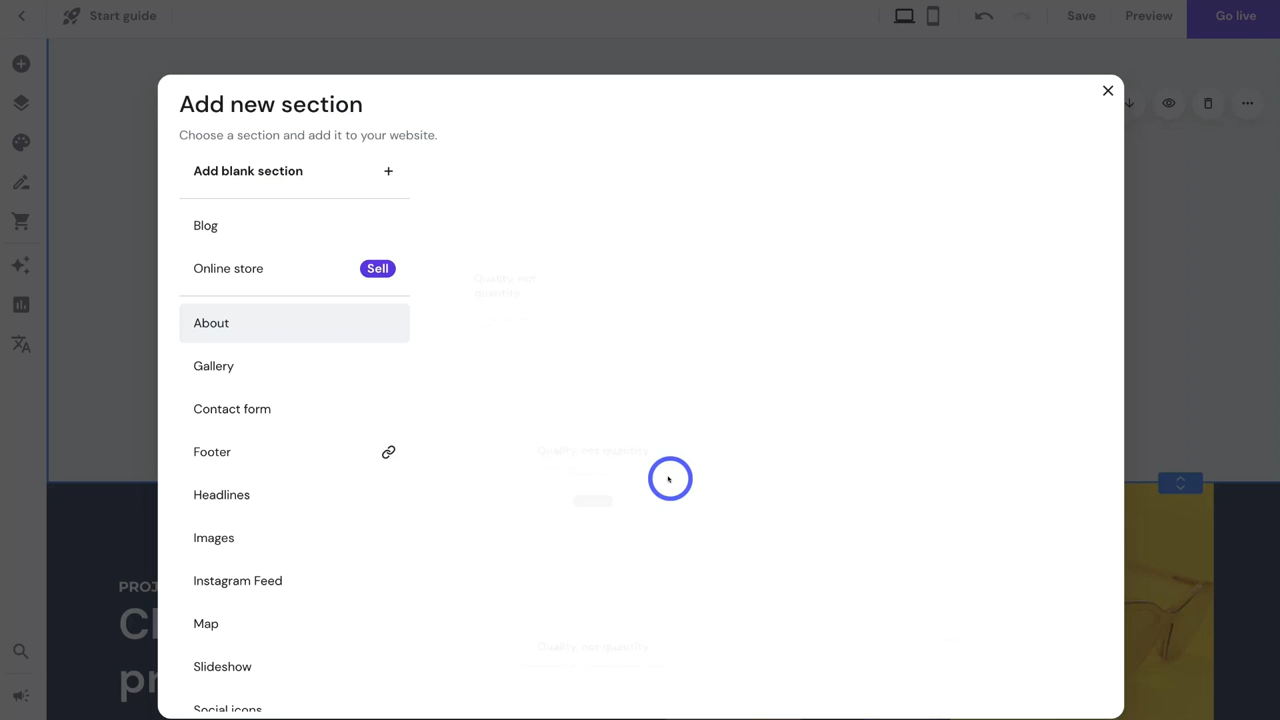 Start guide
Save
Preview
Go live
Add new section
Choose a section and add it to your website.
Add blank section
Blog
Online store
Sell
About
Gallery
Contact form
Footer
Headlines
Images
Instagram Feed
Map
Slideshow
Social icons
Quality, not
quantity
Quality, not quantity
Quality, not quantity
PROJ
Cl
pr